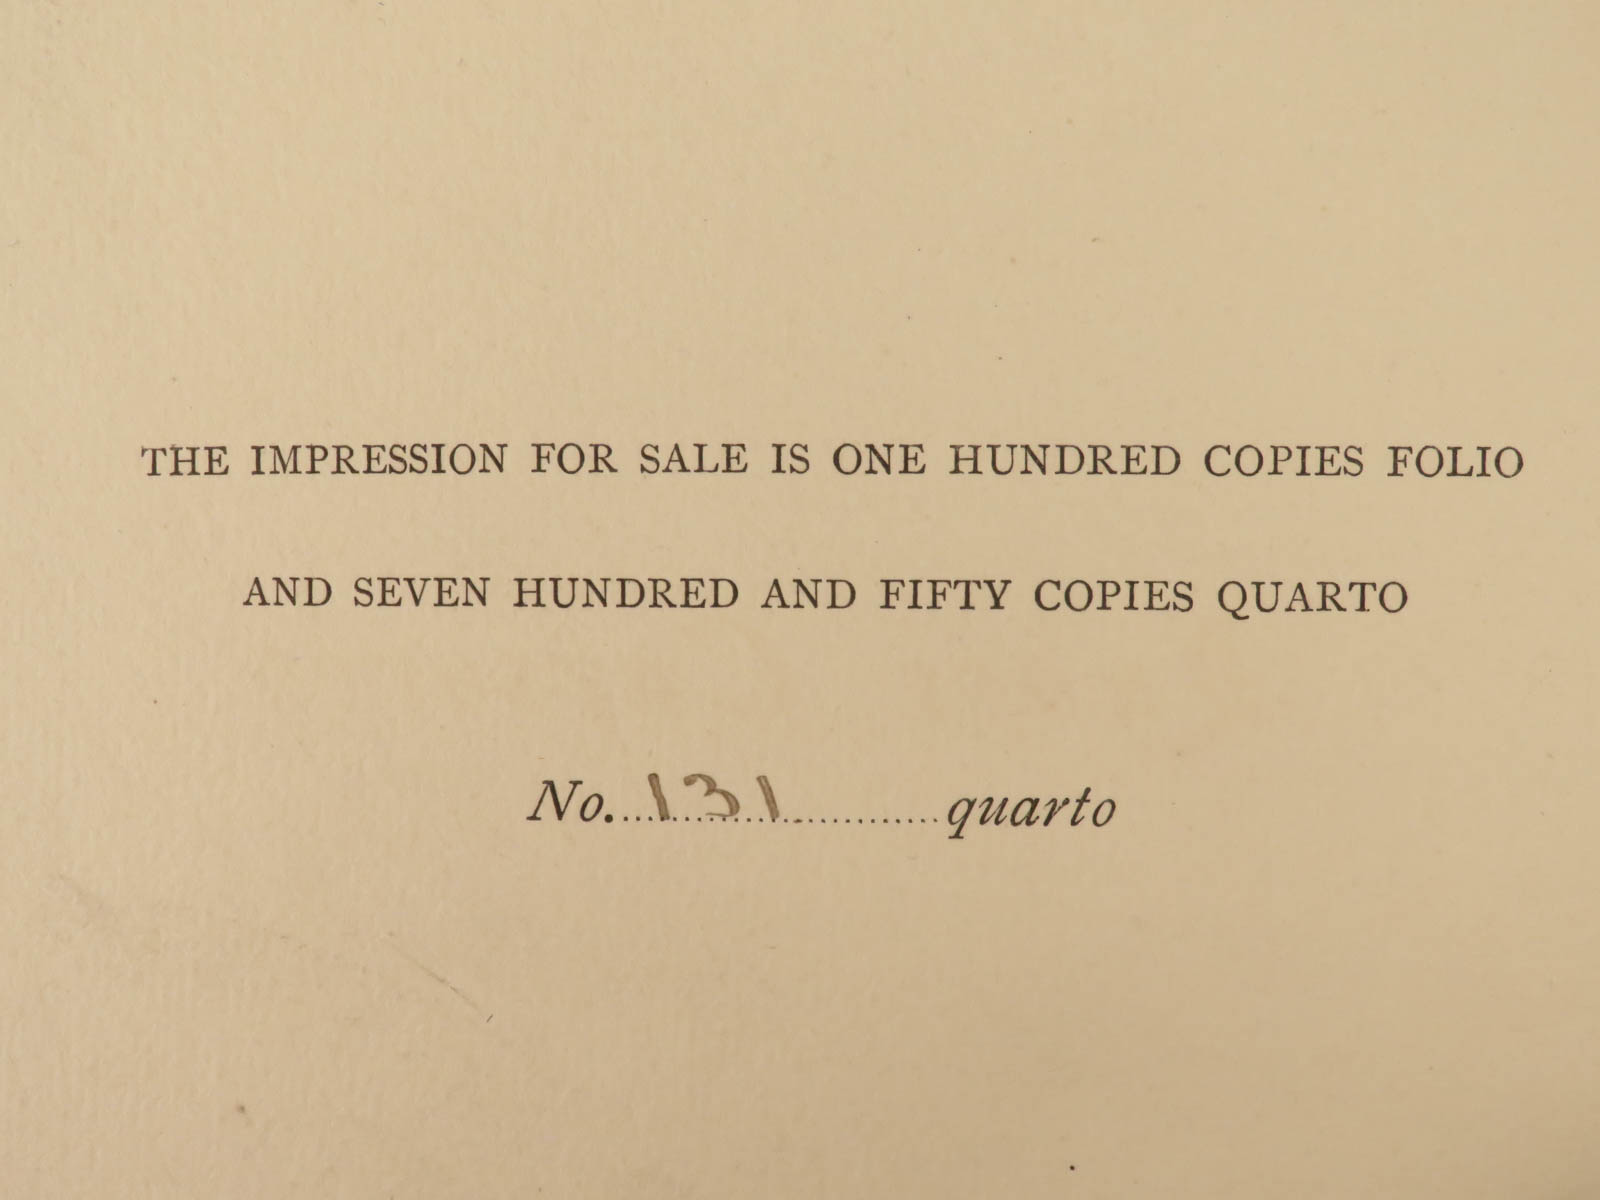 THE IMPRESSION FOR SALE IS ONE HUNDRED COPIES FOLIO
AND SEVEN HUNDRED AND FIFTY COPIES QUARTO
No. 131 quarto